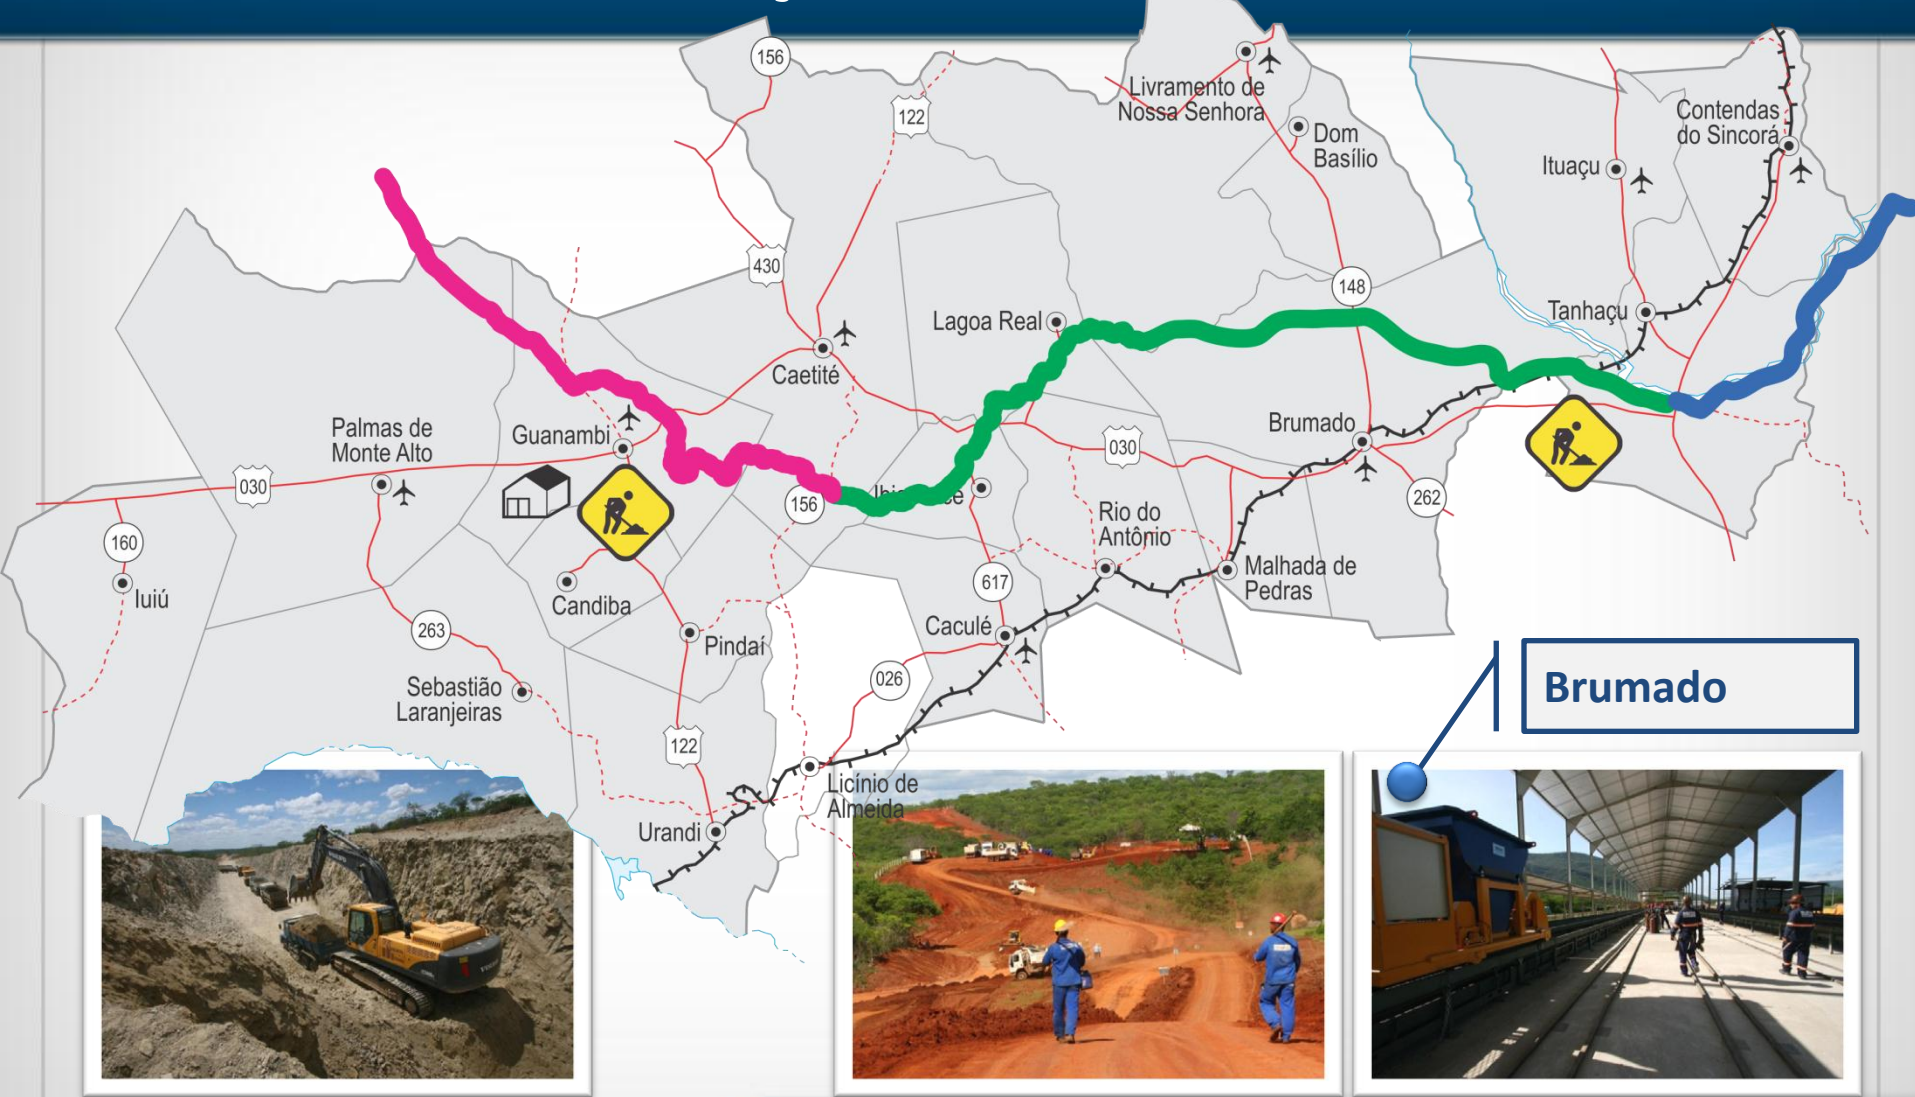 156
122
Livramento de
Nossa Senhora
Dom
Basílio
Contendas
do Sincorá
Ituaçu
430
148
Tanhaçu
Lagoa Real
Caetité
Palmas de
Monte Alto
Guanambi
Brumado
030
030
156
262
Rio do
Antônio
160
Iuiú
Candiba
617
Malhada de
Pedras
263
Pindaí
Caculé
026
Sebastião
Laranjeiras
122
Brumado
Licínio de
Almeida
Urandi